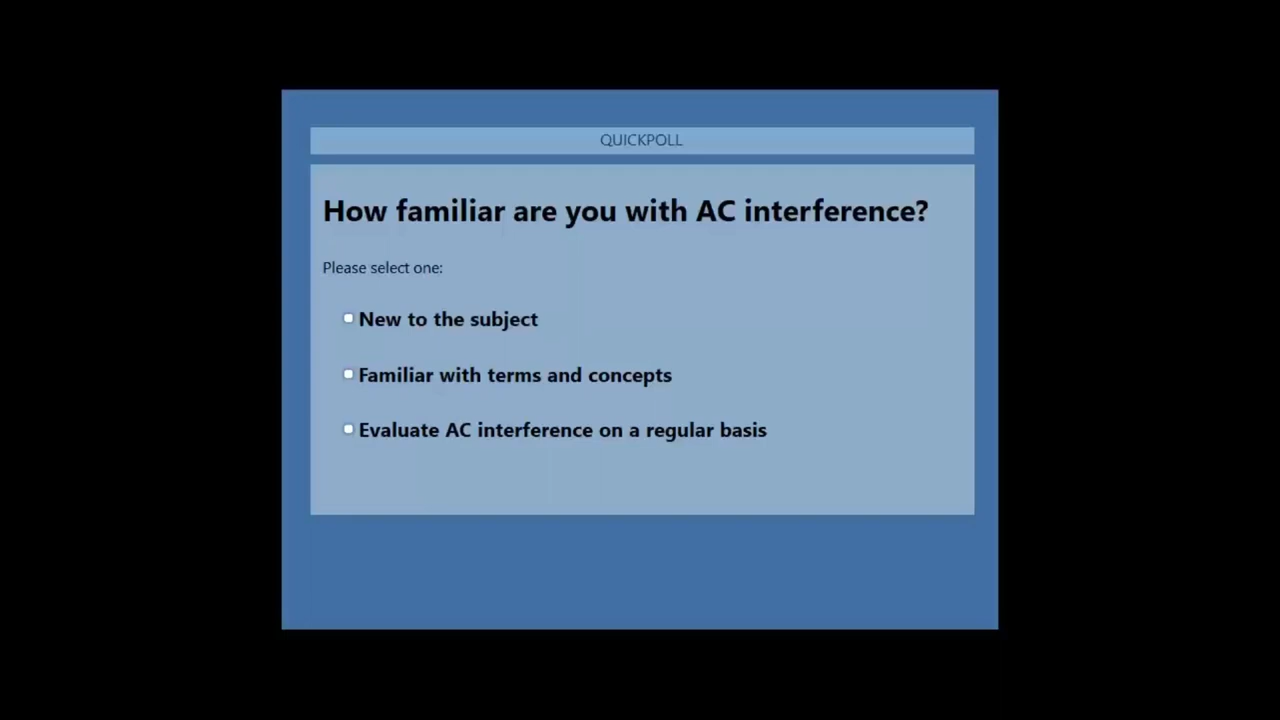 QUICKPOLL
How familiar are you with AC interference?
Please select one:
New to the subject
Familiar with terms and concepts
Evaluate AC interference on a regular basis